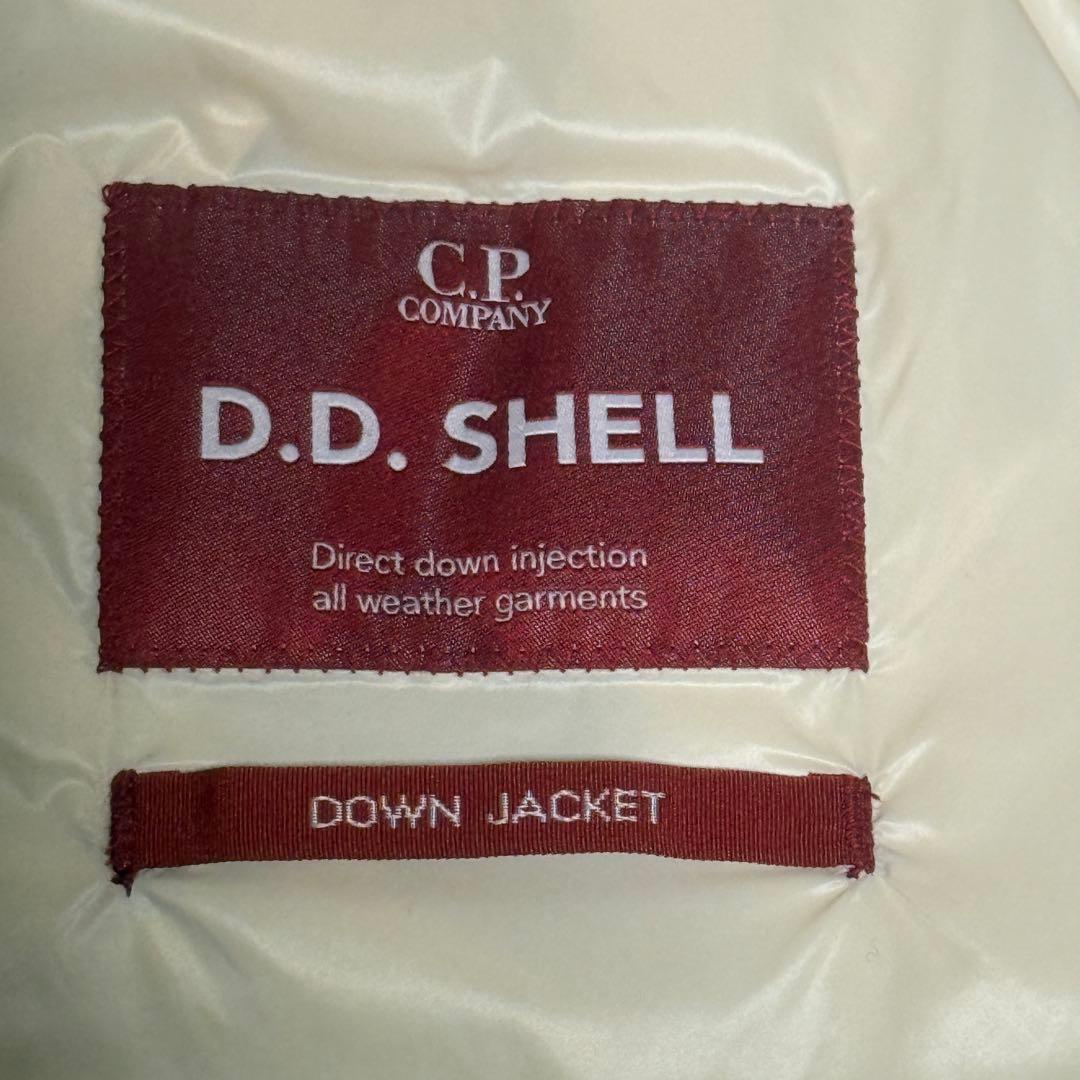 C.P.
COMPANY
D.D. SHELL
Direct down injection
all weather garments
DOWN JACKET